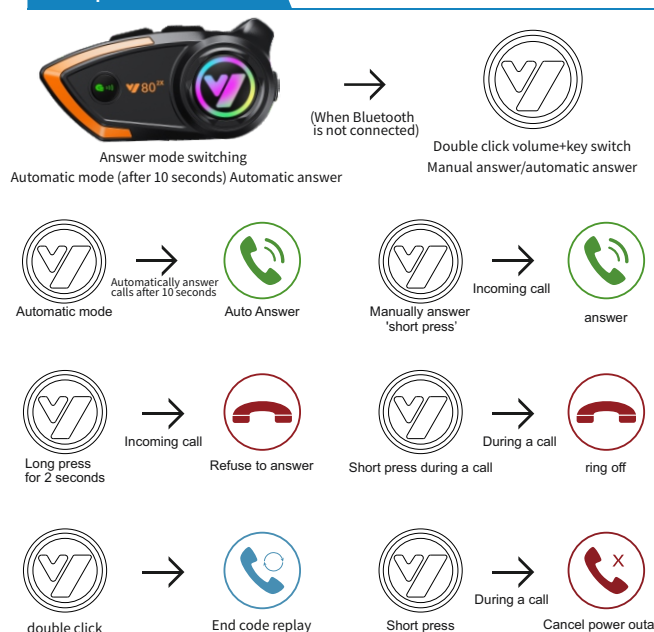 80 2X
(When Bluetooth
is not connected)
Answer mode switching
Automatic mode (after 10 seconds) Automatic answer
Double click volume+key switch
Manual answer/automatic answer
Automatically answer
calls after 10 seconds
Automatic mode
Auto Answer
Incoming call
Manually answer
'short press'
answer
Incoming call
Long press
for 2 seconds
Refuse to answer
During a call
Short press during a call
ring off
double click
End code replay
During a call
Short press
Cancel power outa